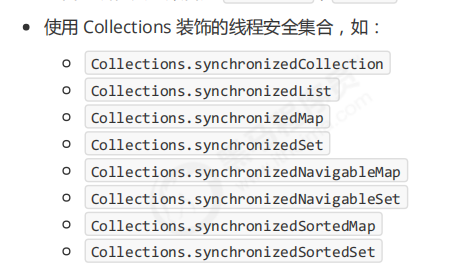 使用 Collections 装饰的线程安全集合，如：
Collections.synchronizedCollection
Collections.synchronizedList
Collections.synchronizedMap
Collections.synchronizedSet
Collections.synchronizedNavigableMap
Collections.synchronizedNavigableSet
Collections.synchronizedSortedMap
Collections.synchronizedSortedSet